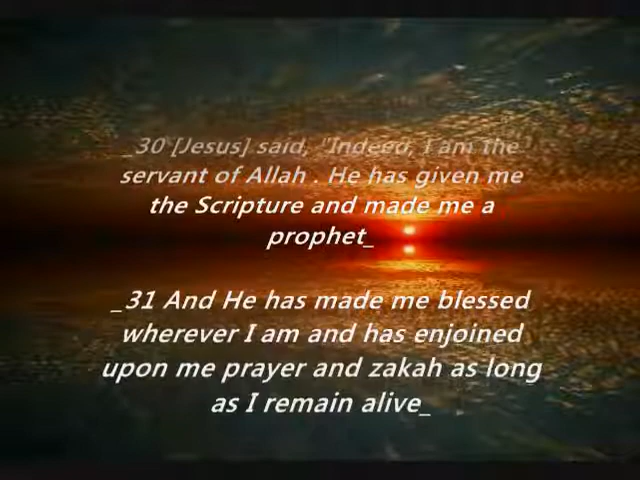 _30 [Jesus] said, "Indeed, I am the
servant of Allah . He has given me
the Scripture and made me a
prophet_
_31 And He has made me blessed
wherever I am and has enjoined
upon me prayer and zakah as long
as I remain alive_